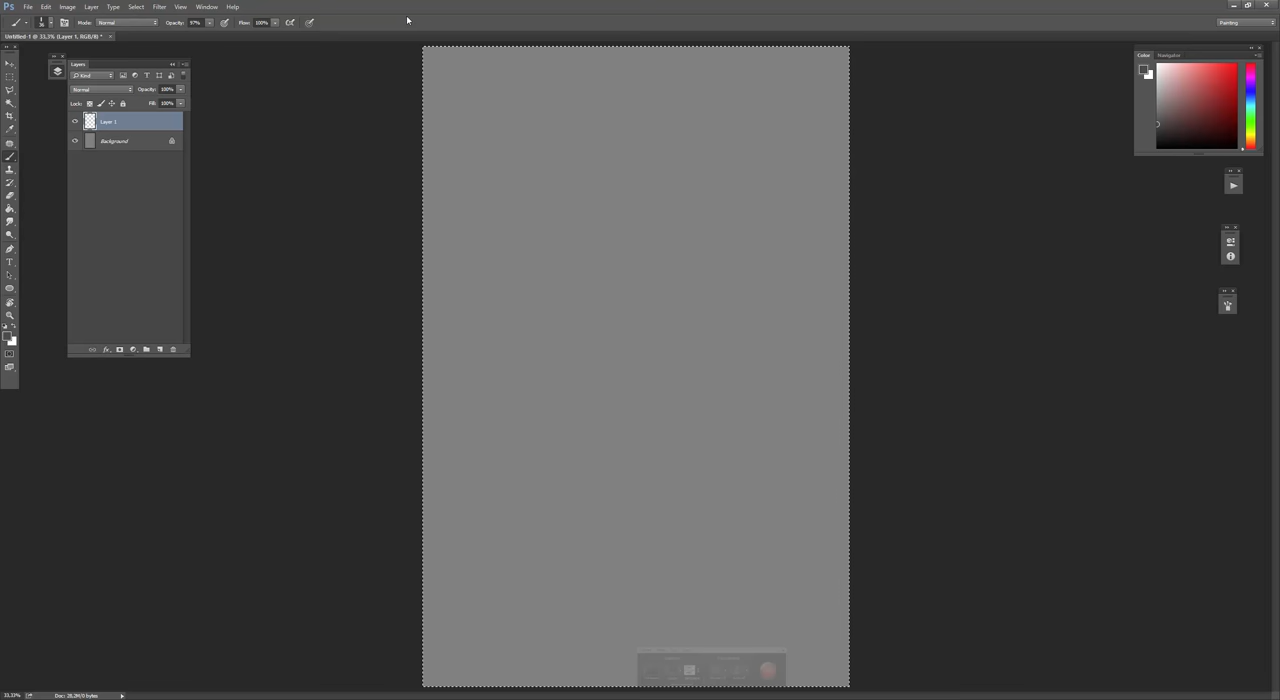 Ps File Edit Image Layer Type Select Filter View Window Help
36 Mode: Normal Opacity: 97% Flow: 100% Painting
Untitled-1 @ 33,3% (Layer 1, RGB/8) *
Layers
Kind
Normal Opacity: 100%
Lock: Fill: 100%
Layer 1
Background
Color Navigator
33,33% Doc: 28,2M/0 bytes